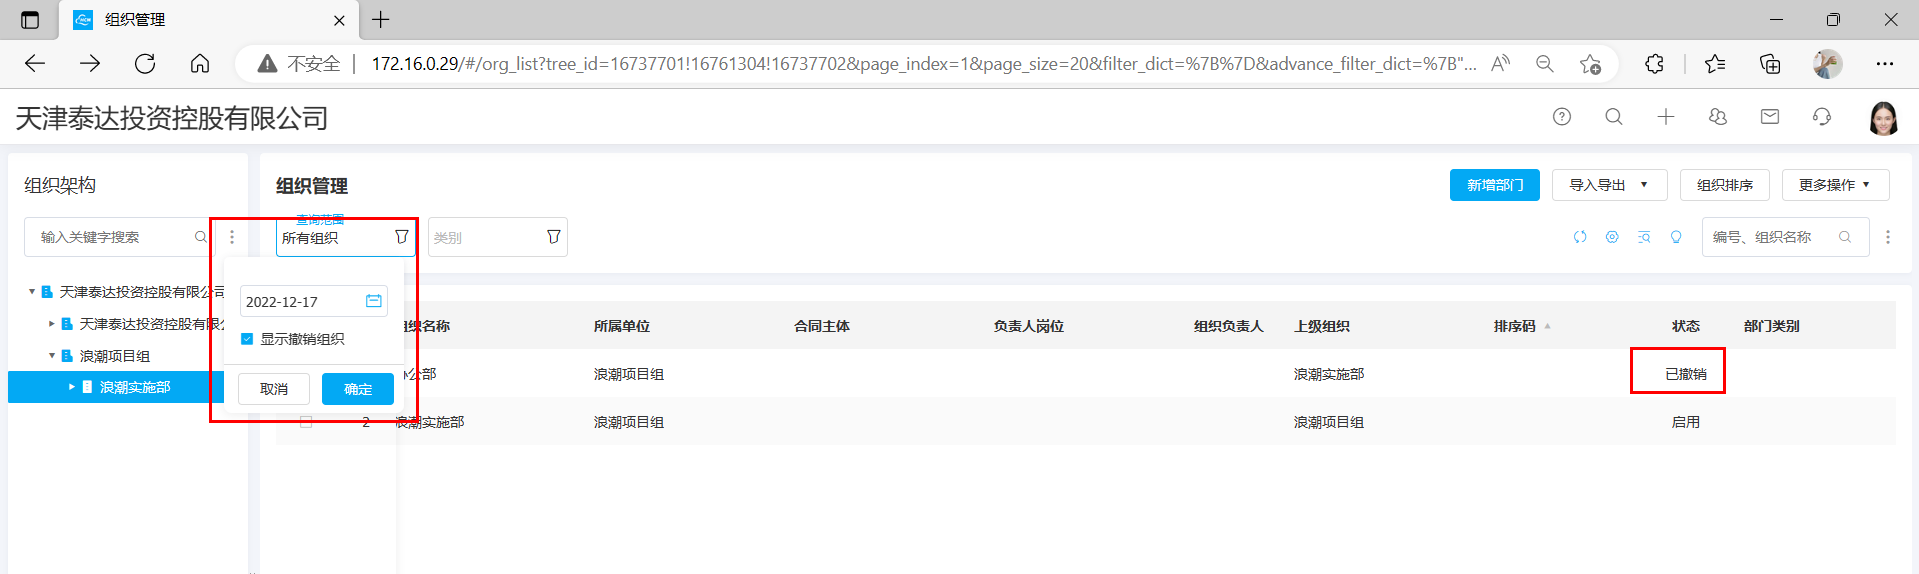 组织管理
不安全
172.16.0.29/#/org_list?tree_id=16737701!16761304!16737702&page_index=1&page_size=20&filter_dict=%7B%7D&advance_filter_dict=%7B"...
天津泰达投资控股有限公司
组织架构
组织管理
新增部门
导入导出
组织排序
更多操作
查询范围
输入关键字搜索
所有组织
类别
编号、组织名称
天津泰达投资控股有限公司
天津泰达投资控股有限
浪潮项目组
浪潮实施部
2022-12-17
显示撤销组织
取消
确定
组织名称 所属单位 合同主体 负责人岗位 组织负责人 上级组织 排序码 状态 部门类别
公部 浪潮项目组 浪潮实施部 已撤销
2 浪潮实施部 浪潮项目组 浪潮项目组 启用